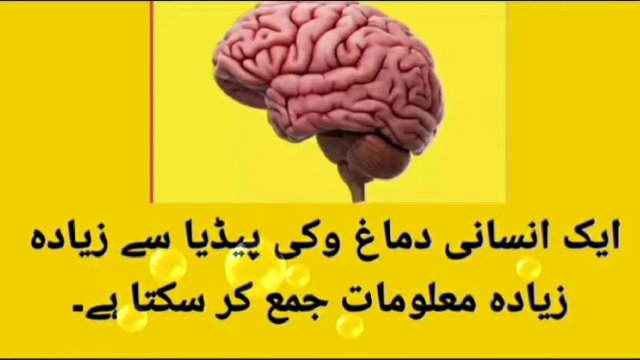 ایک انسانی دماغ وکی پیڈیا سے زیادہ
زیادہ معلومات جمع کر سکتا ہے۔